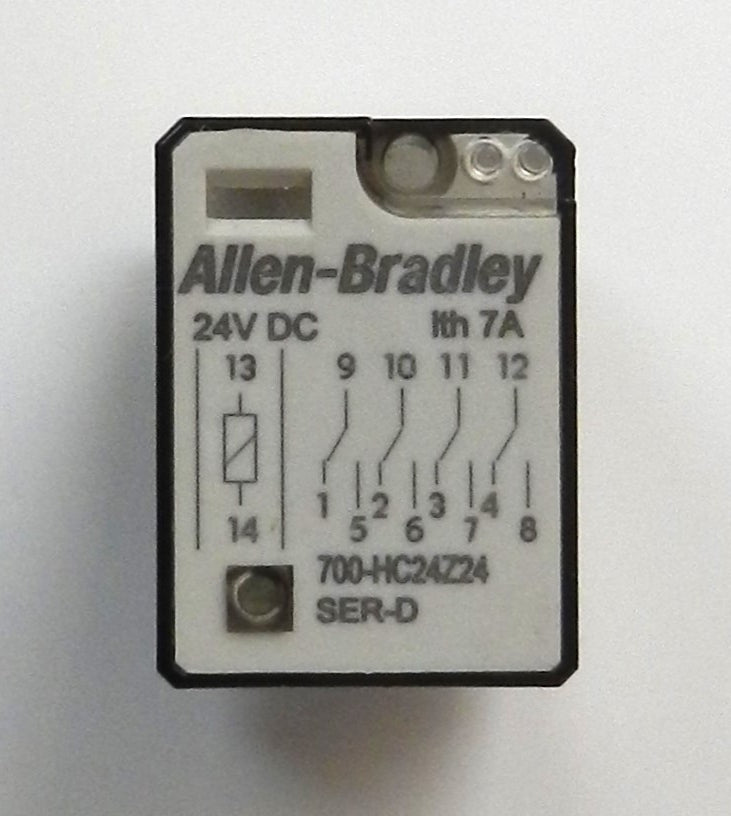 Allen-Bradley
24V DC Ith 7A
13 9 10 11 12
1 2 3 4
14 5 6 7 8
700-HC24Z24
SER-D